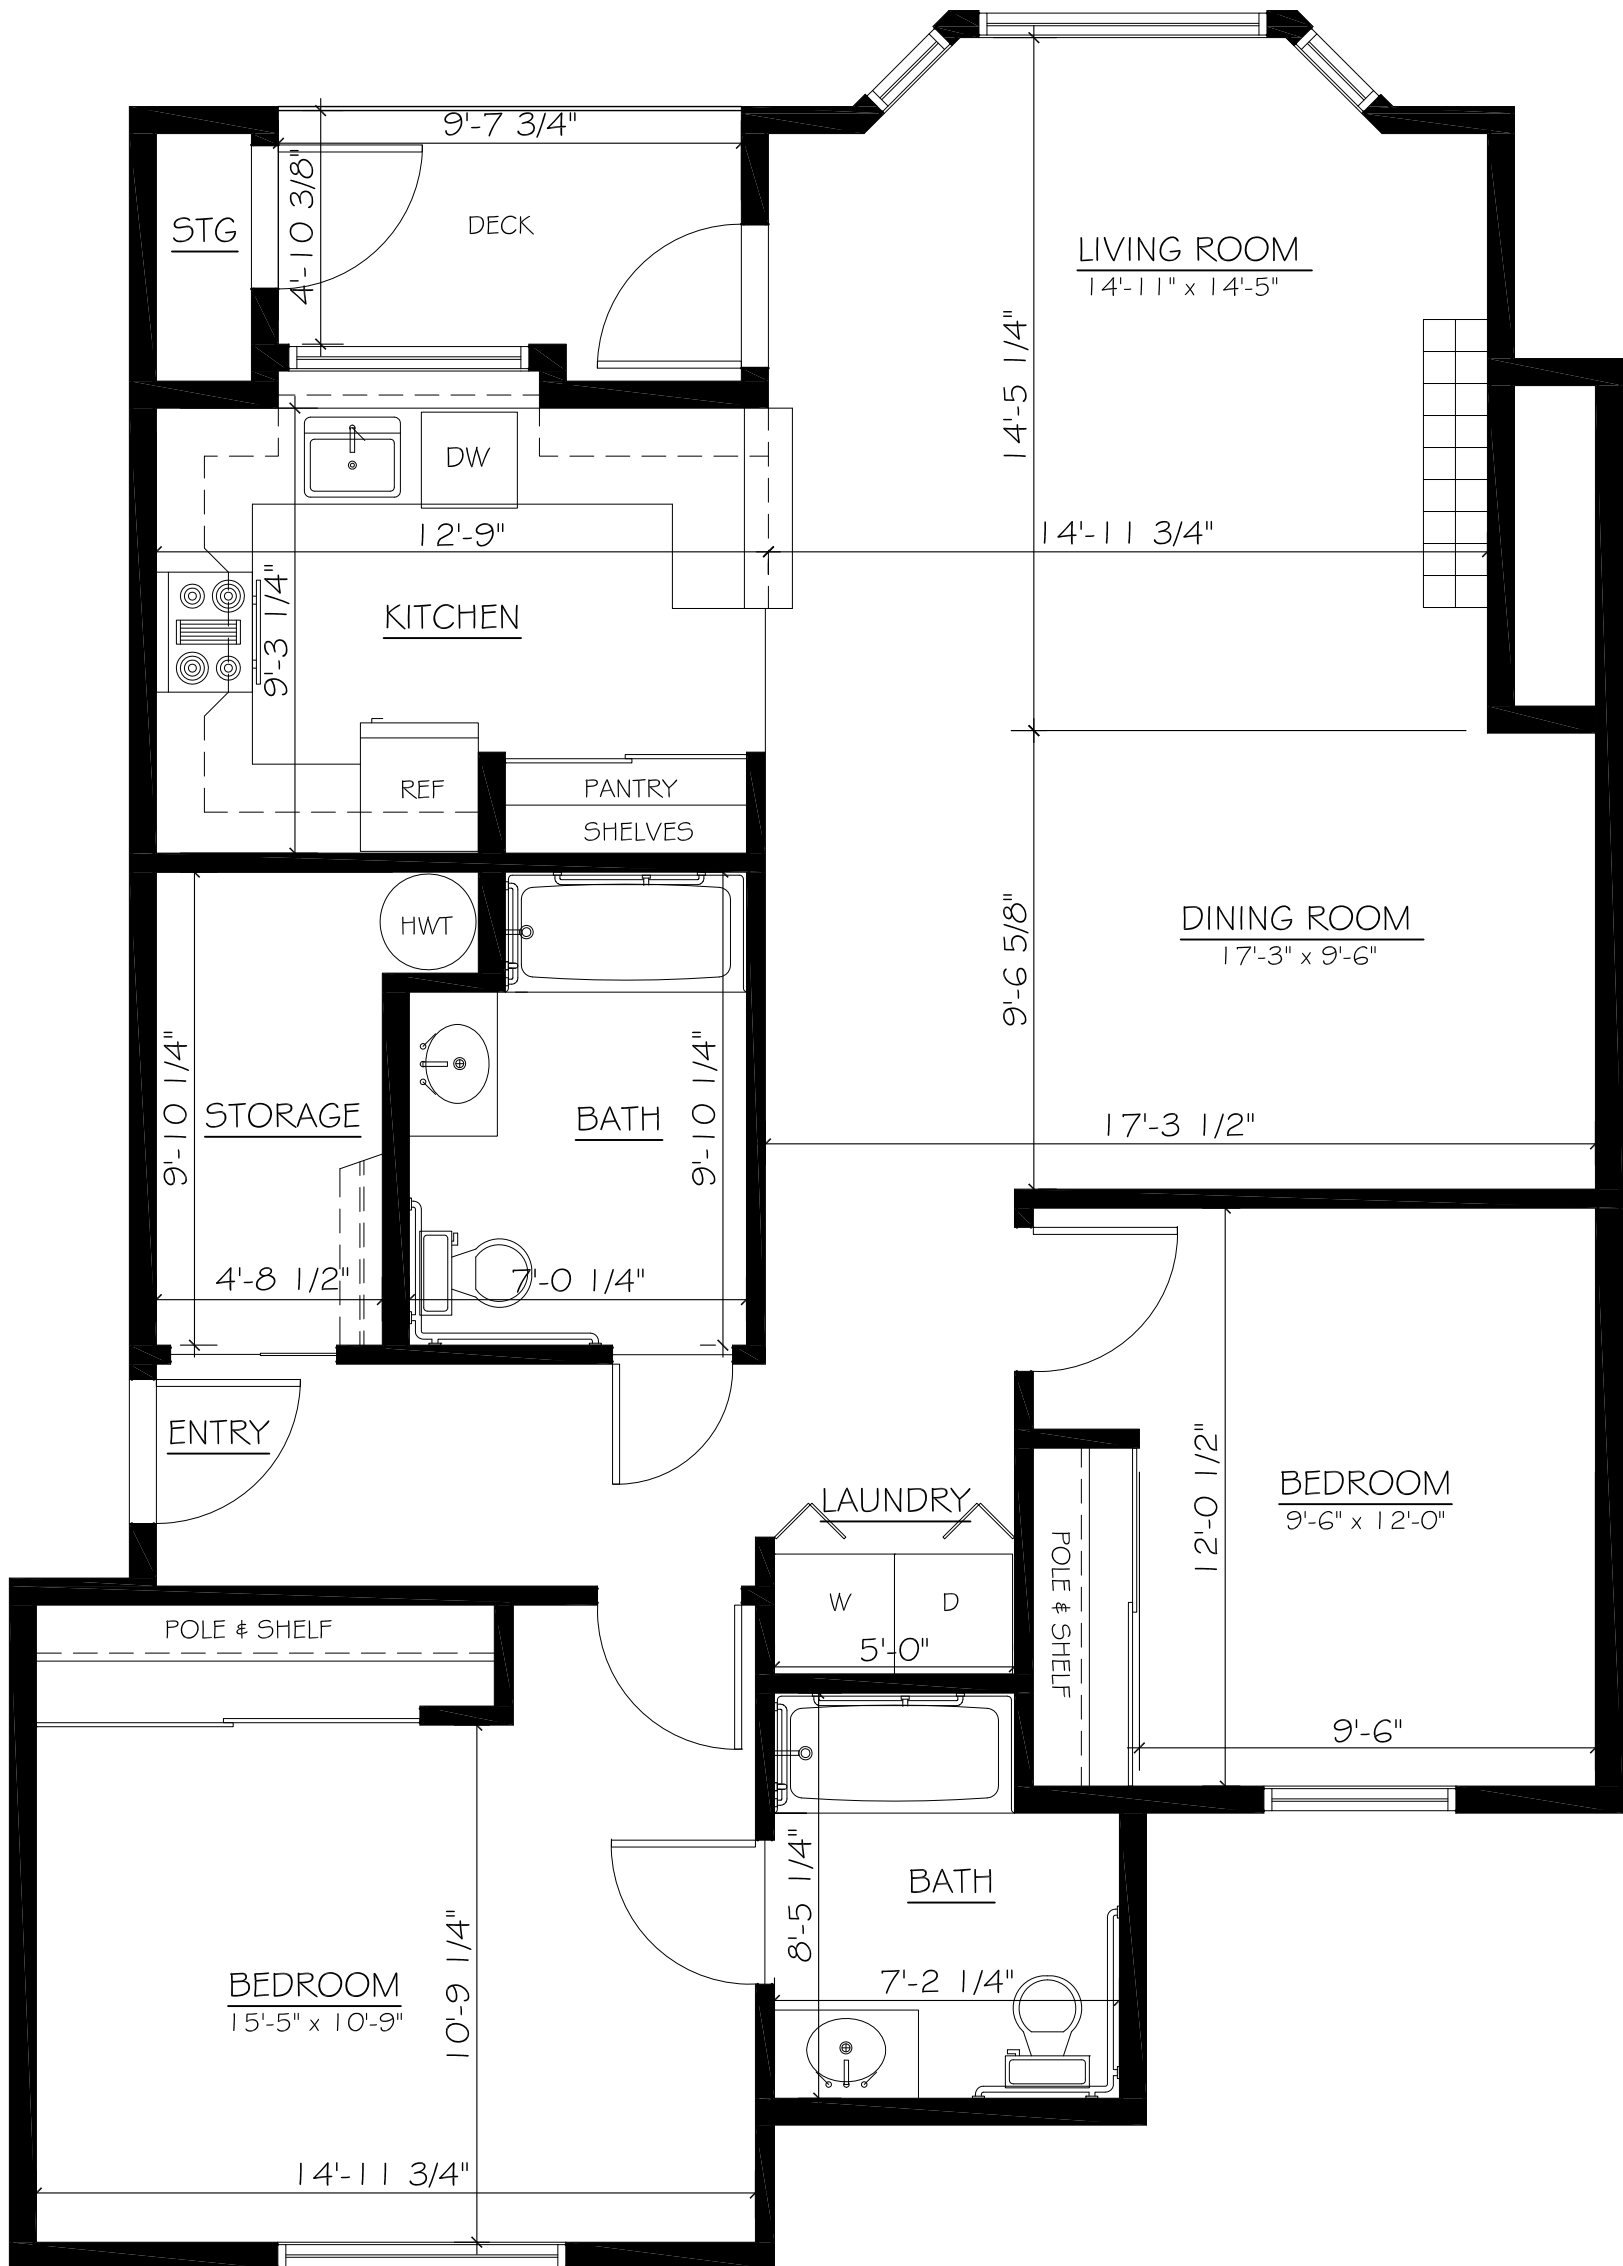 9'-7 3/4"
4'-10 3/8"
STG
DECK
LIVING ROOM
14'-11" x 14'-5"
14'-5 1/4"
DW
12'-9"
14'-11 3/4"
9'-3 1/4"
KITCHEN
REF
PANTRY
SHELVES
HWT
DINING ROOM
17'-3" x 9'-6"
9'-6 5/8"
9'-10 1/4"
STORAGE
BATH
9'-10 1/4"
17'-3 1/2"
4'-8 1/2"
7'-0 1/4"
ENTRY
LAUNDRY
BEDROOM
9'-6" x 12'-0"
12'-0 1/2"
POLE & SHELF
W
D
5'-0"
POLE & SHELF
9'-6"
8'-5 1/4"
BATH
7'-2 1/4"
BEDROOM
15'-5" x 10'-9"
10'-9 1/4"
14'-11 3/4"